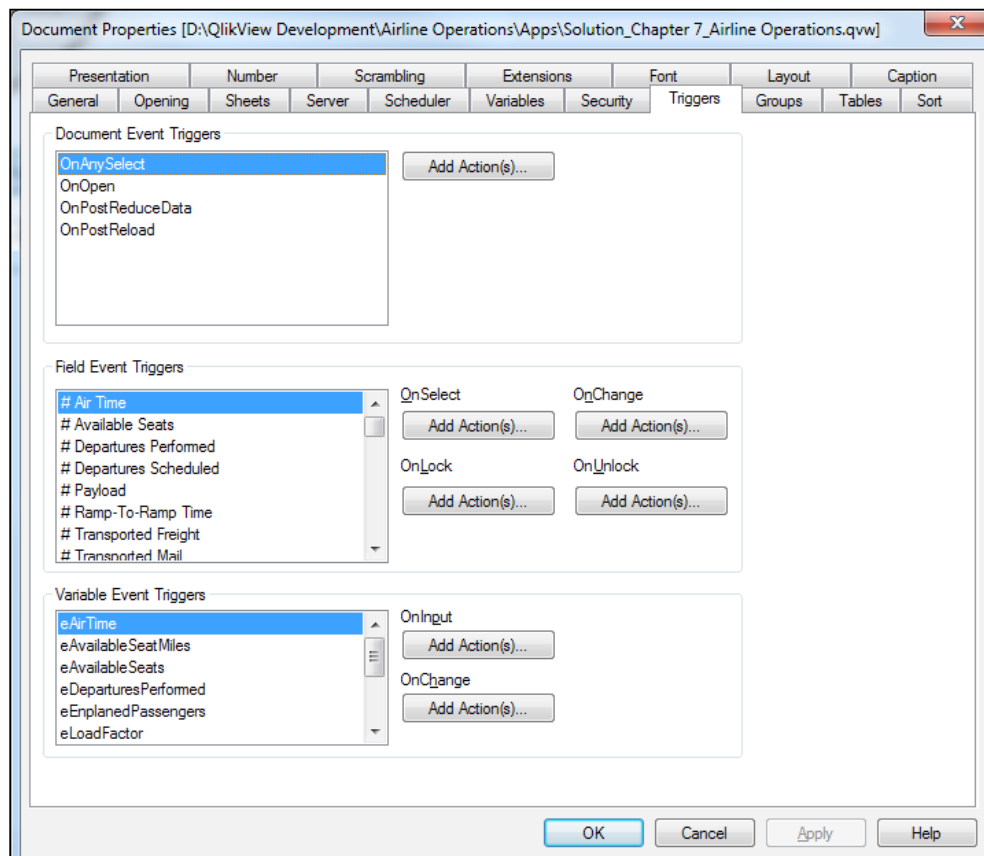 Document Properties [D:\QlikView Development\Airline Operations\Apps\Solution_Chapter 7_Airline Operations.qvw]
X
Presentation Number Scrambling Extensions Font Layout Caption
General Opening Sheets Server Scheduler Variables Security Triggers Groups Tables Sort
Document Event Triggers
OnAnySelect
Add Action(s)...
OnOpen
OnPostReduceData
OnPostReload
Field Event Triggers
# Air Time
# Available Seats
# Departures Performed
# Departures Scheduled
# Payload
# Ramp-To-Ramp Time
# Transported Freight
# Transported Mail
OnSelect OnChange
Add Action(s)... Add Action(s)...
OnLock OnUnlock
Add Action(s)... Add Action(s)...
Variable Event Triggers
eAirTime
eAvailableSeatMiles
eAvailableSeats
eDeparturesPerformed
eEnplanedPassengers
eLoadFactor
OnInput
Add Action(s)...
OnChange
Add Action(s)...
OK Cancel Apply Help